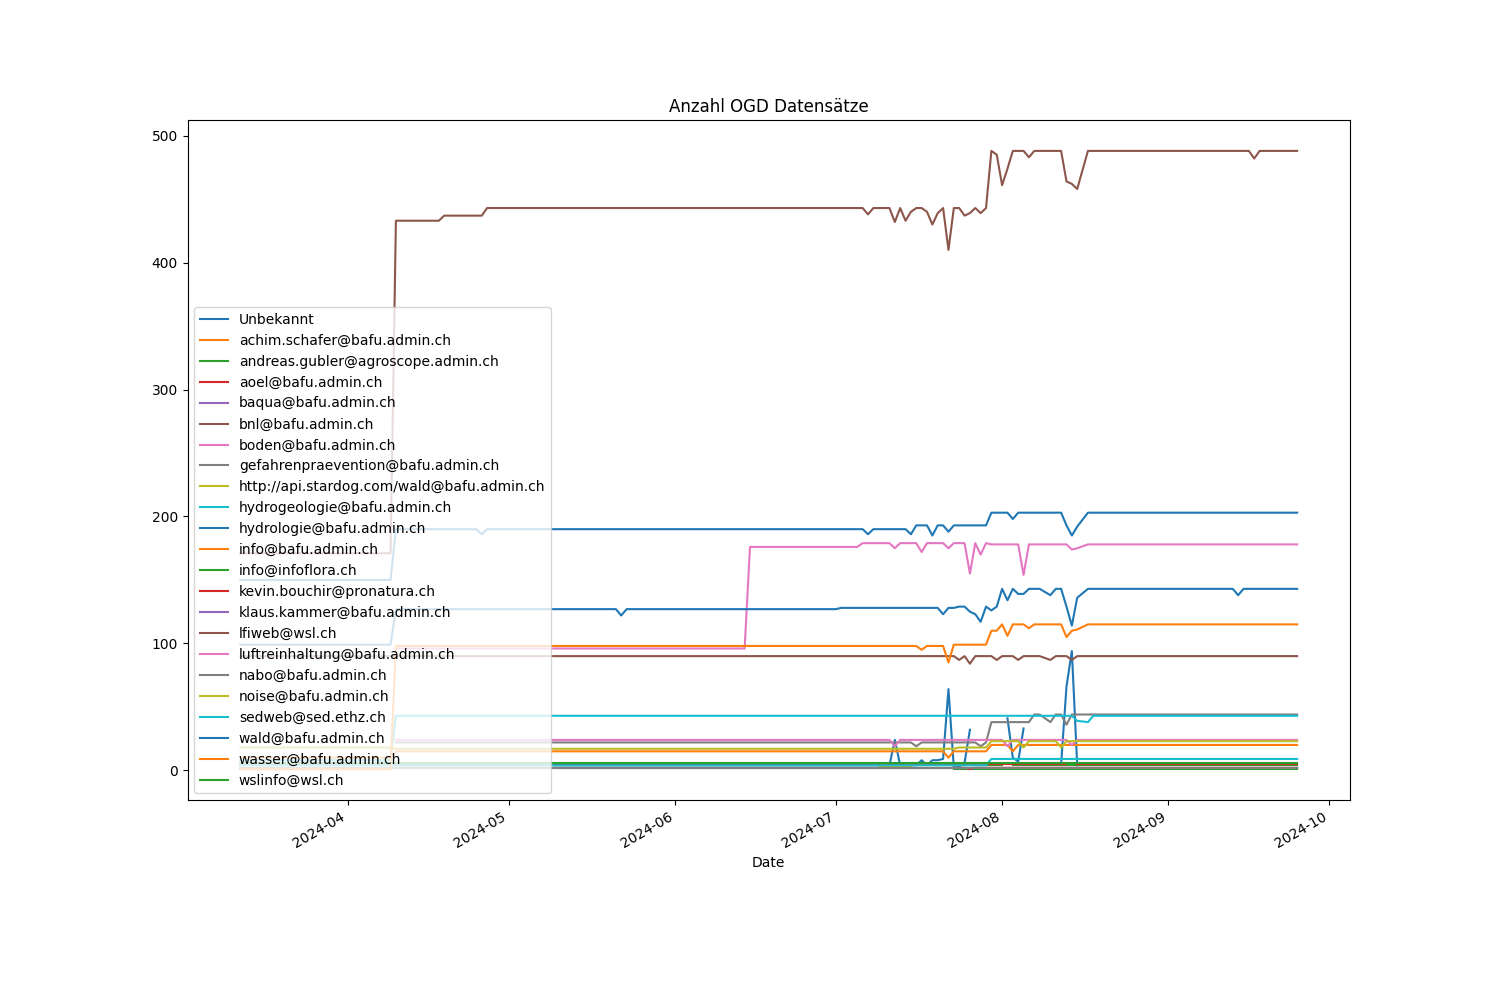 Anzahl OGD Datensätze
500
400
300
200
100
0
Unbekannt
achim.schafer@bafu.admin.ch
andreas.gubler@agroscope.admin.ch
aoel@bafu.admin.ch
baqua@bafu.admin.ch
bnl@bafu.admin.ch
boden@bafu.admin.ch
gefahrenpraevention@bafu.admin.ch
http://api.stardog.com/wald@bafu.admin.ch
hydrogeologie@bafu.admin.ch
hydrologie@bafu.admin.ch
info@bafu.admin.ch
info@infoflora.ch
kevin.bouchir@pronatura.ch
klaus.kammer@bafu.admin.ch
lfiweb@wsl.ch
luftreinhaltung@bafu.admin.ch
nabo@bafu.admin.ch
noise@bafu.admin.ch
sedweb@sed.ethz.ch
wald@bafu.admin.ch
wasser@bafu.admin.ch
wslinfo@wsl.ch
2024-04
2024-05
2024-06
2024-07
2024-08
2024-09
2024-10
Date